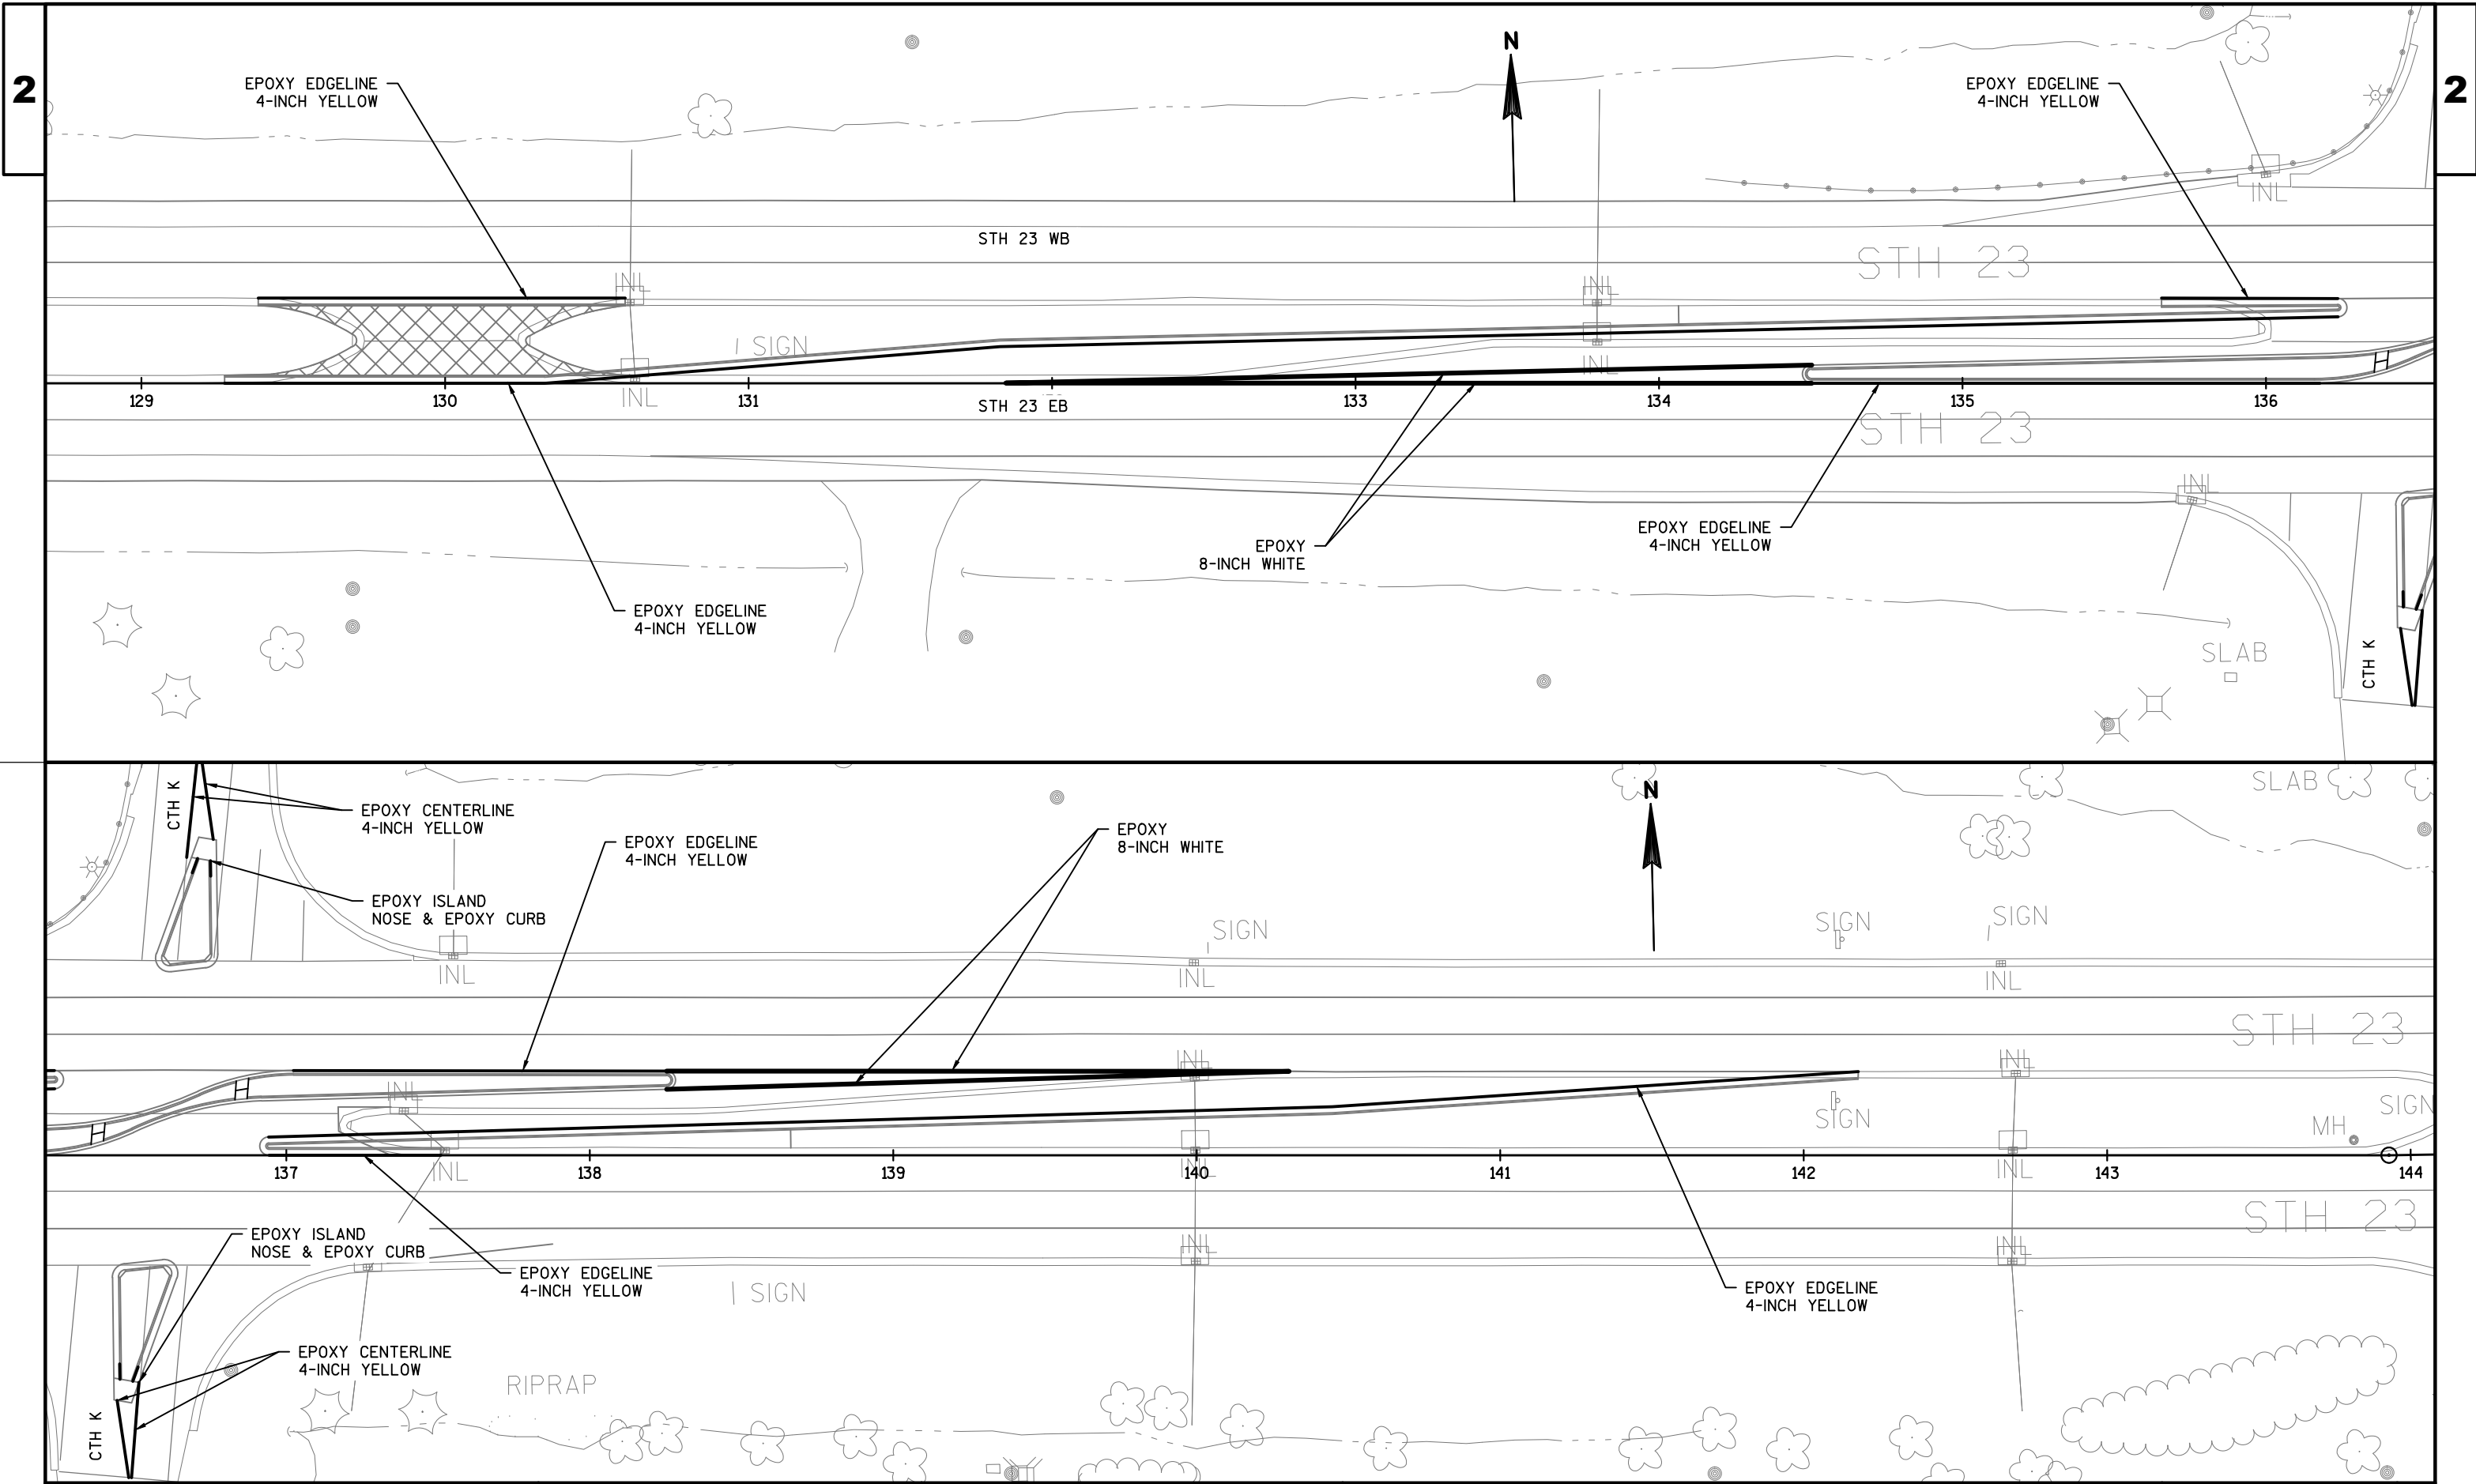 2
2
N
EPOXY EDGELINE
4-INCH YELLOW
EPOXY EDGELINE
4-INCH YELLOW
INL
STH 23 WB
STH 23
INL
INL
SIGN
INL
INL
129
130
131
133
134
135
136
STH 23 EB
STH 23
INL
EPOXY
8-INCH WHITE
EPOXY EDGELINE
4-INCH YELLOW
EPOXY EDGELINE
4-INCH YELLOW
SLAB
CTH K
CTH K
EPOXY CENTERLINE
4-INCH YELLOW
EPOXY EDGELINE
4-INCH YELLOW
EPOXY
8-INCH WHITE
N
SLAB
EPOXY ISLAND
NOSE & EPOXY CURB
SIGN
SIGN
SIGN
INL
INL
INL
STH 23
INL
INL
INL
SIGN
SIGN
MH
INL
INL
INL
137
138
139
140
141
142
143
144
STH 23
EPOXY ISLAND
NOSE & EPOXY CURB
INL
INL
EPOXY EDGELINE
4-INCH YELLOW
SIGN
EPOXY EDGELINE
4-INCH YELLOW
EPOXY CENTERLINE
4-INCH YELLOW
RIPRAP
CTH K